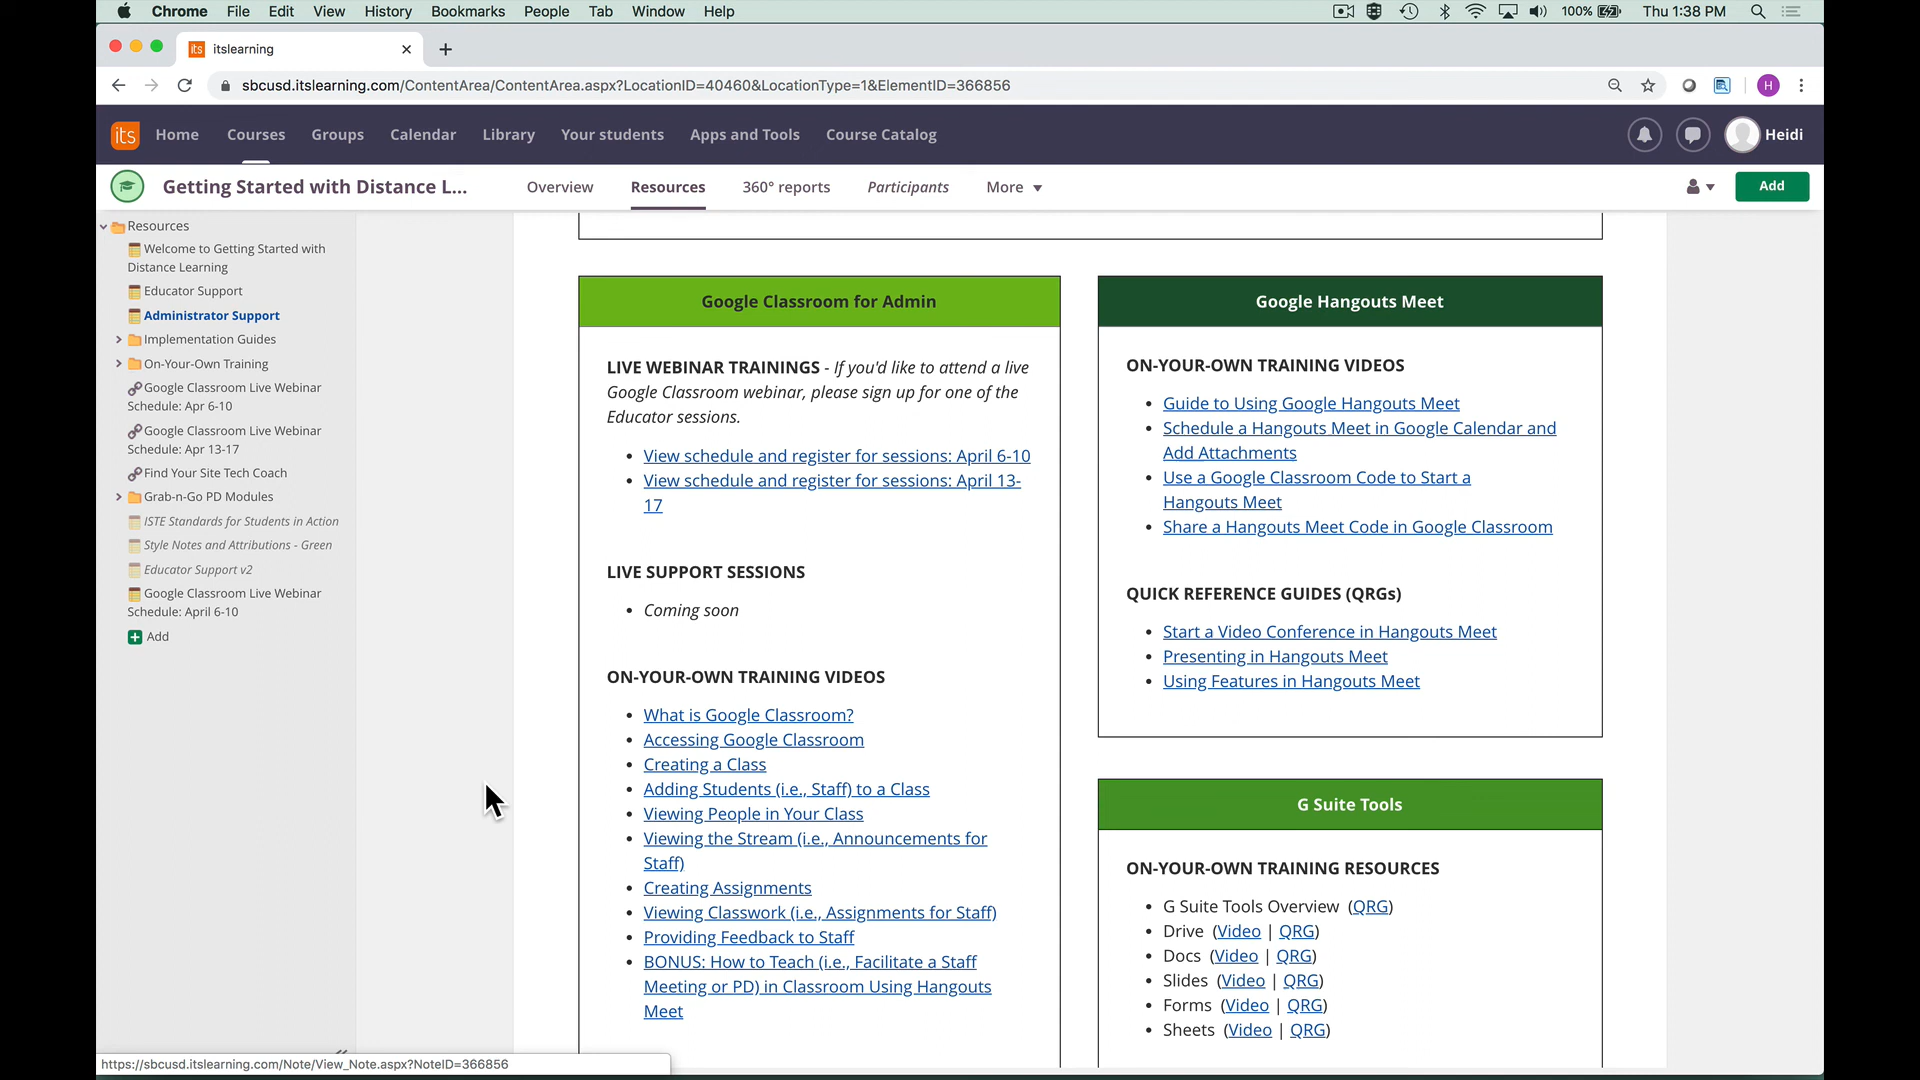 Chrome File Edit View History Bookmarks People Tab Window Help 100% Thu 1:38 PM
its itslearning
sbcusd.itslearning.com/ContentArea/ContentArea.aspx?LocationID=40460&LocationType=1&ElementID=366856 H
its Home Courses Groups Calendar Library Your students Apps and Tools Course Catalog Heidi
Getting Started with Distance L... Overview Resources 360° reports Participants More Add
Resources
Welcome to Getting Started with
Distance Learning
Educator Support
Administrator Support
Implementation Guides
On-Your-Own Training
Google Classroom Live Webinar
Schedule: Apr 6-10
Google Classroom Live Webinar
Schedule: Apr 13-17
Find Your Site Tech Coach
Grab-n-Go PD Modules
ISTE Standards for Students in Action
Style Notes and Attributions - Green
Educator Support v2
Google Classroom Live Webinar
Schedule: April 6-10
Add
Google Classroom for Admin
LIVE WEBINAR TRAININGS - If you'd like to attend a live
Google Classroom webinar, please sign up for one of the
Educator sessions.
• View schedule and register for sessions: April 6-10
• View schedule and register for sessions: April 13-
17
LIVE SUPPORT SESSIONS
• Coming soon
ON-YOUR-OWN TRAINING VIDEOS
• What is Google Classroom?
• Accessing Google Classroom
• Creating a Class
• Adding Students (i.e., Staff) to a Class
• Viewing People in Your Class
• Viewing the Stream (i.e., Announcements for
Staff)
• Creating Assignments
• Viewing Classwork (i.e., Assignments for Staff)
• Providing Feedback to Staff
• BONUS: How to Teach (i.e., Facilitate a Staff
Meeting or PD) in Classroom Using Hangouts
Meet
Google Hangouts Meet
ON-YOUR-OWN TRAINING VIDEOS
• Guide to Using Google Hangouts Meet
• Schedule a Hangouts Meet in Google Calendar and
Add Attachments
• Use a Google Classroom Code to Start a
Hangouts Meet
• Share a Hangouts Meet Code in Google Classroom
QUICK REFERENCE GUIDES (QRGs)
• Start a Video Conference in Hangouts Meet
• Presenting in Hangouts Meet
• Using Features in Hangouts Meet
G Suite Tools
ON-YOUR-OWN TRAINING RESOURCES
• G Suite Tools Overview (QRG)
• Drive (Video | QRG)
• Docs (Video | QRG)
• Slides (Video | QRG)
• Forms (Video | QRG)
• Sheets (Video | QRG)
https://sbcusd.itslearning.com/Note/View_Note.aspx?NoteID=366856